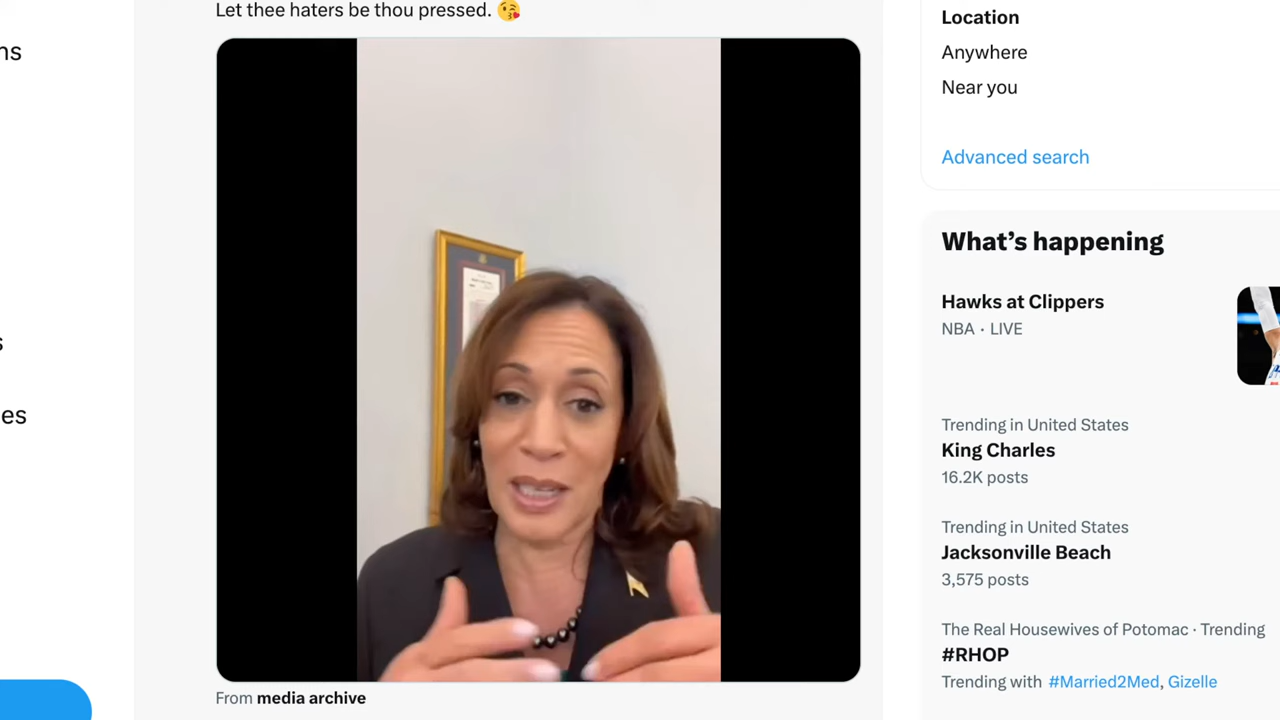 Let thee haters be thou pressed. 😘
Location
ns
Anywhere
Near you
Advanced search
What’s happening
Hawks at Clippers
NBA · LIVE
s
es
Trending in United States
King Charles
16.2K posts
Trending in United States
Jacksonville Beach
3,575 posts
The Real Housewives of Potomac · Trending
#RHOP
Trending with #Married2Med, Gizelle
From media archive